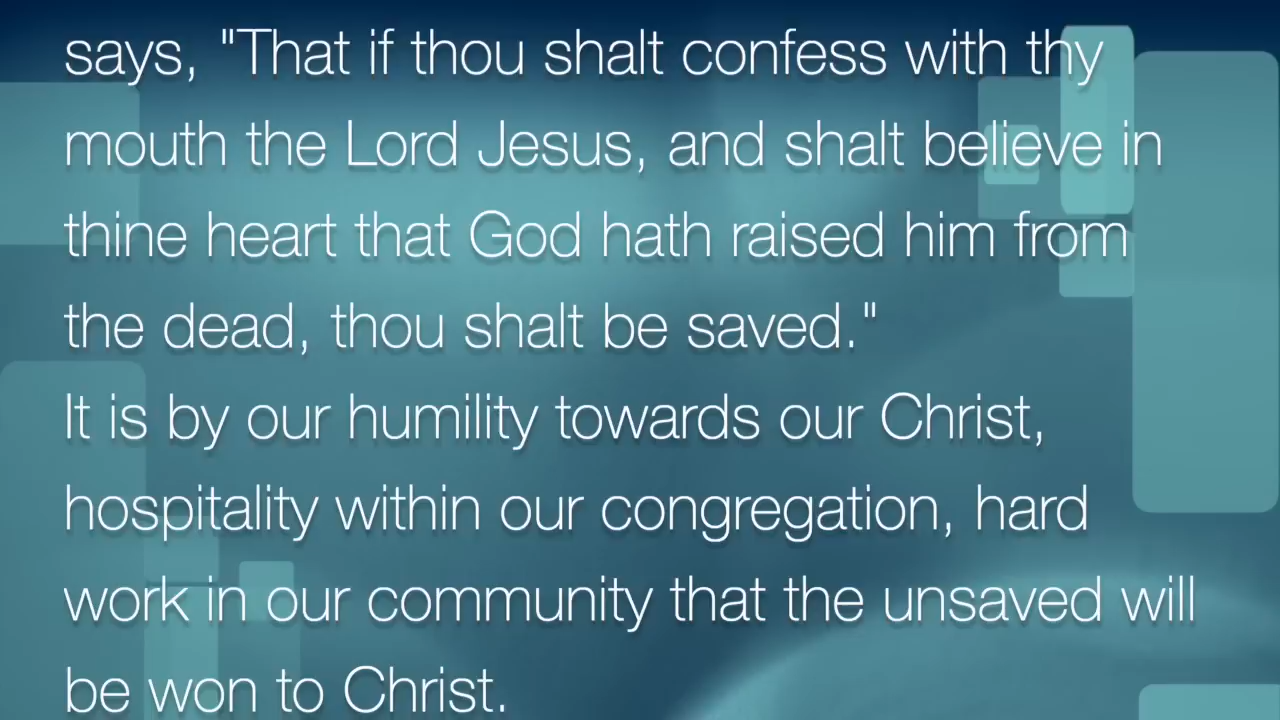 says, "That if thou shalt confess with thy
mouth the Lord Jesus, and shalt believe in
thine heart that God hath raised him from
the dead, thou shalt be saved."
It is by our humility towards our Christ,
hospitality within our congregation, hard
work in our community that the unsaved will
be won to Christ.